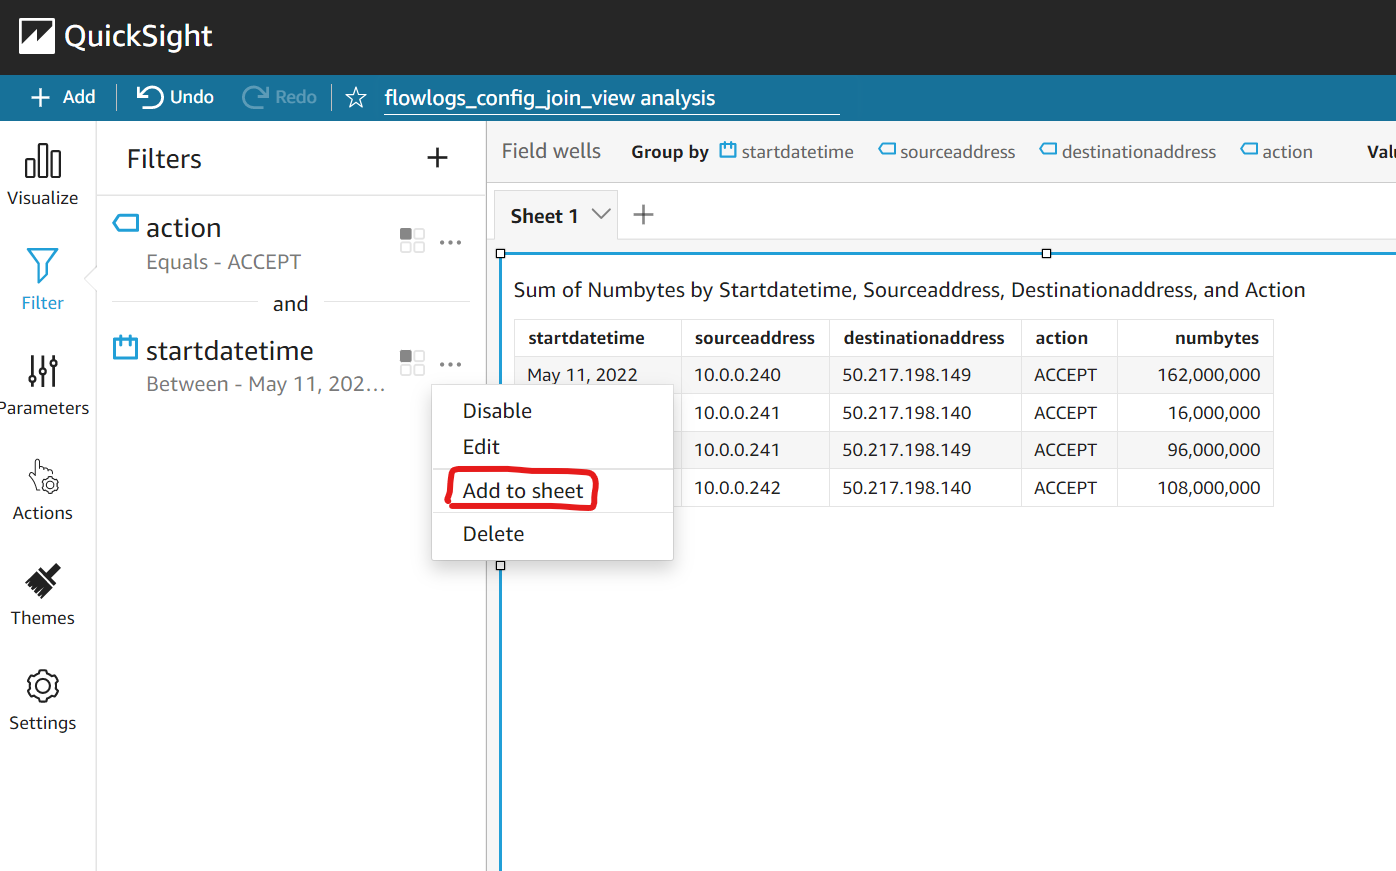 QuickSight
Add Undo Redo flowlogs_config_join_view analysis
Visualize
Filter
Parameters
Actions
Themes
Settings
Filters
action
Equals - ACCEPT
and
startdatetime
Between - May 11, 202...
Disable
Edit
Add to sheet
Delete
Field wells Group by startdatetime sourceaddress destinationaddress action Valu
Sheet 1
Sum of Numbytes by Startdatetime, Sourceaddress, Destinationaddress, and Action
startdatetime sourceaddress destinationaddress action numbytes
May 11, 2022 10.0.0.240 50.217.198.149 ACCEPT 162,000,000
10.0.0.241 50.217.198.140 ACCEPT 16,000,000
10.0.0.241 50.217.198.149 ACCEPT 96,000,000
10.0.0.242 50.217.198.140 ACCEPT 108,000,000